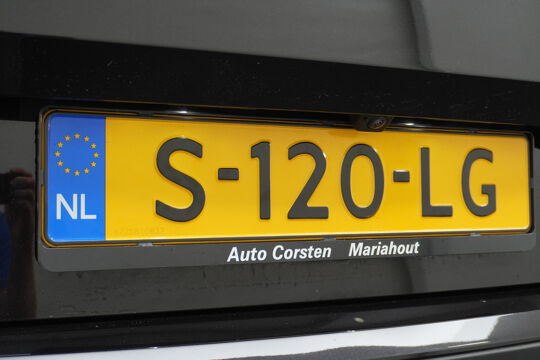 NL
S-120-LG
Auto Corsten Mariahout